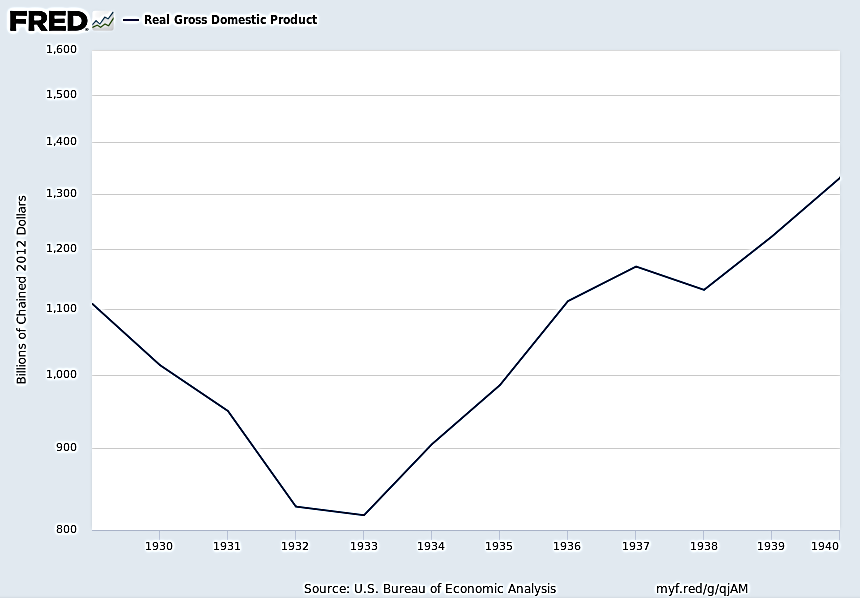 FRED — Real Gross Domestic Product
1,600
1,500
1,400
1,300
1,200
1,100
1,000
900
800
Billions of Chained 2012 Dollars
1930 1931 1932 1933 1934 1935 1936 1937 1938 1939 1940
Source: U.S. Bureau of Economic Analysis myf.red/g/qjAM